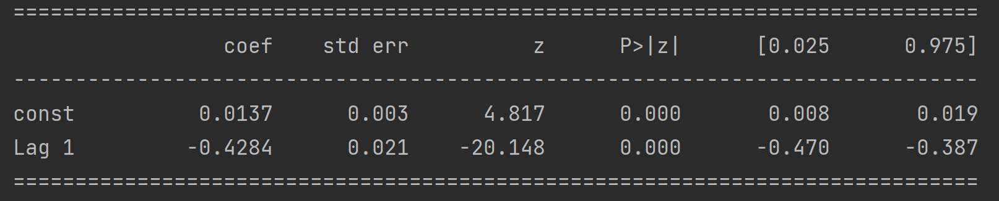 ==============================================================================
                 coef    std err          z      P>|z|      [0.025      0.975]
------------------------------------------------------------------------------
const          0.0137      0.003      4.817      0.000       0.008       0.019
Lag 1         -0.4284      0.021    -20.148      0.000      -0.470      -0.387
==============================================================================